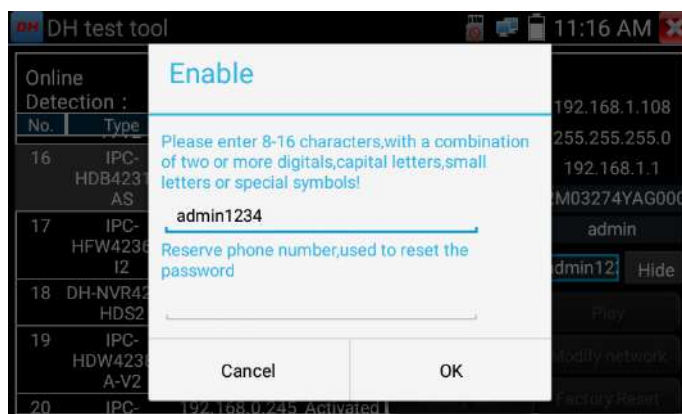 DH DH test tool 11:16 AM
Online
Detection :
No. Type
16 IPC-
HDB4231
AS
17 IPC-
HFW4236
I2
18 DH-NVR42
HDS2
19 IPC-
HDW4238
A-V2
20 IPC- 192.168.0.245 Activated
Enable
Please enter 8-16 characters,with a combination
of two or more digitals,capital letters,small
letters or special symbols!
admin1234
Reserve phone number,used to reset the
password
Cancel OK
192.168.1.108
255.255.255.0
192.168.1.1
M03274YAG00
admin
dmin12 Hide
Play
Modify network
Factory Reset